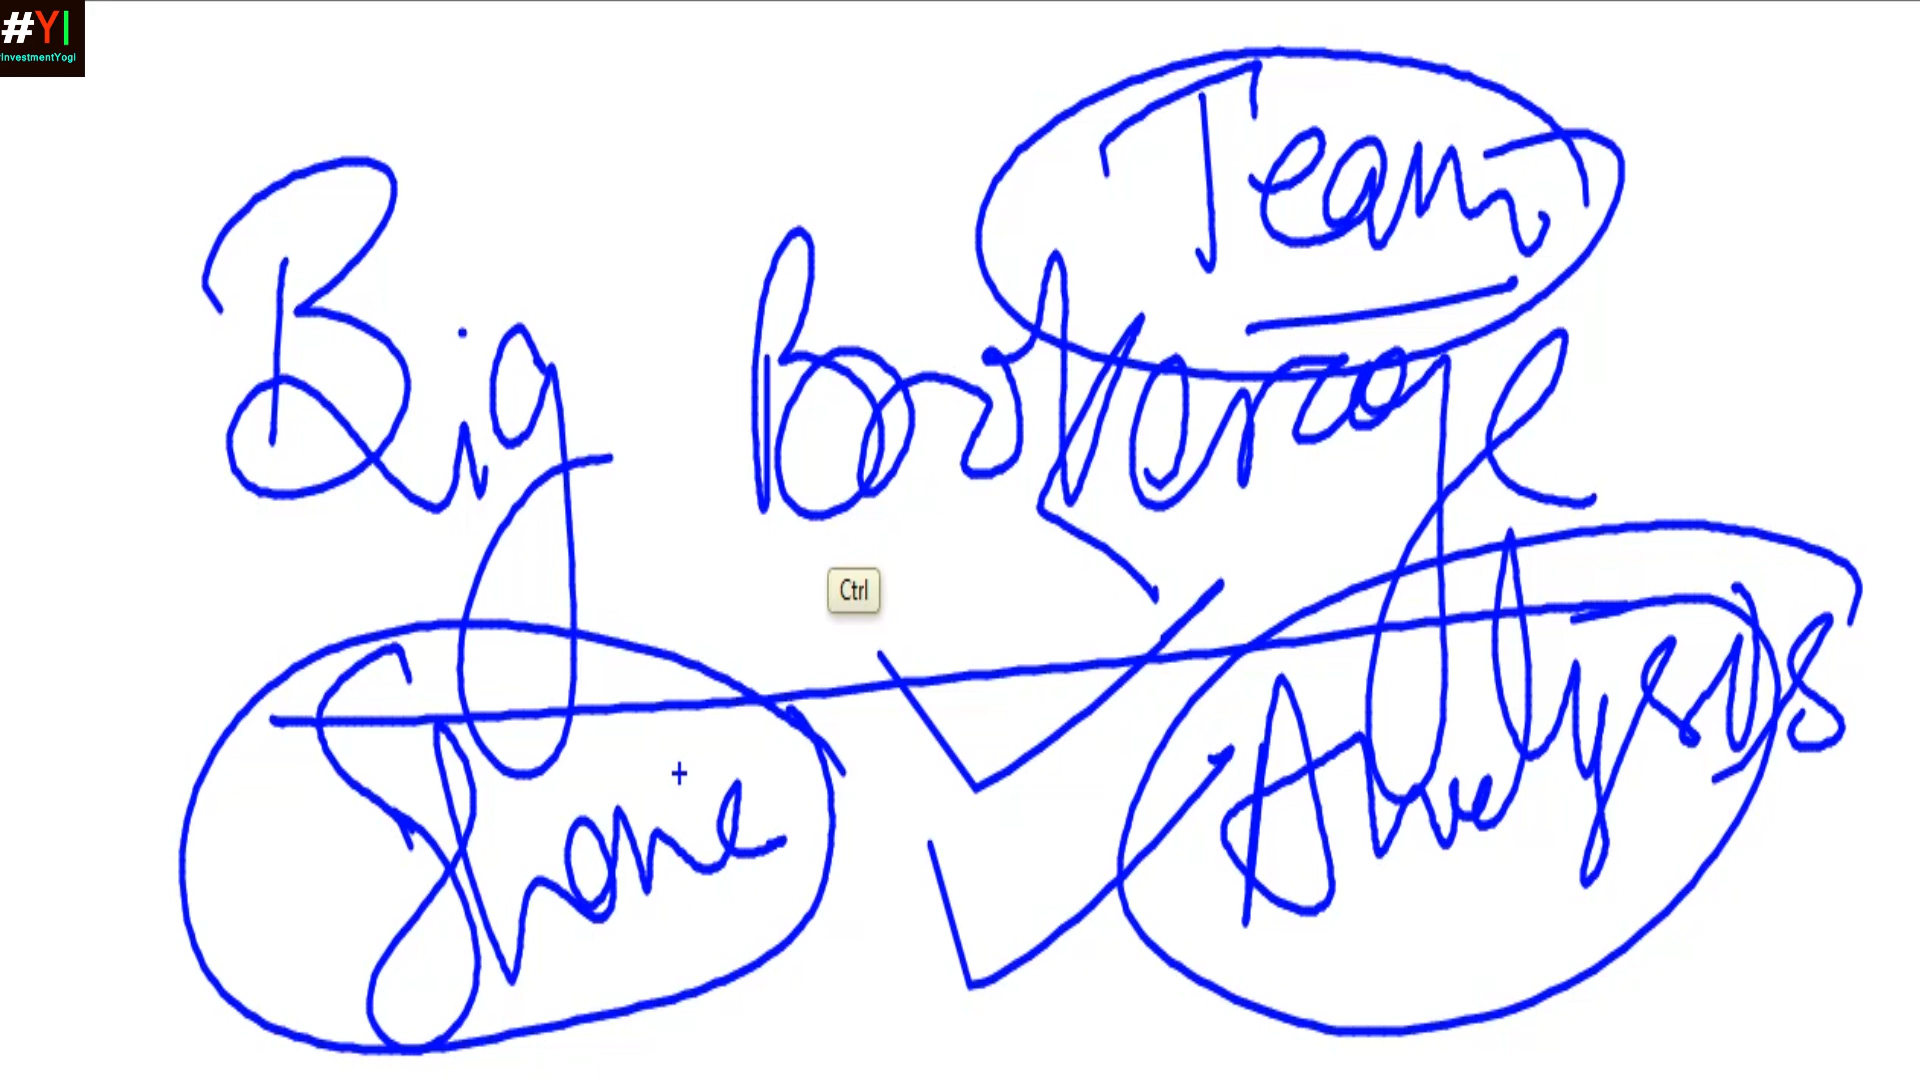 #YI
InvestmentYogi
Team
Big Brokerage
Ctrl
Share Analysis